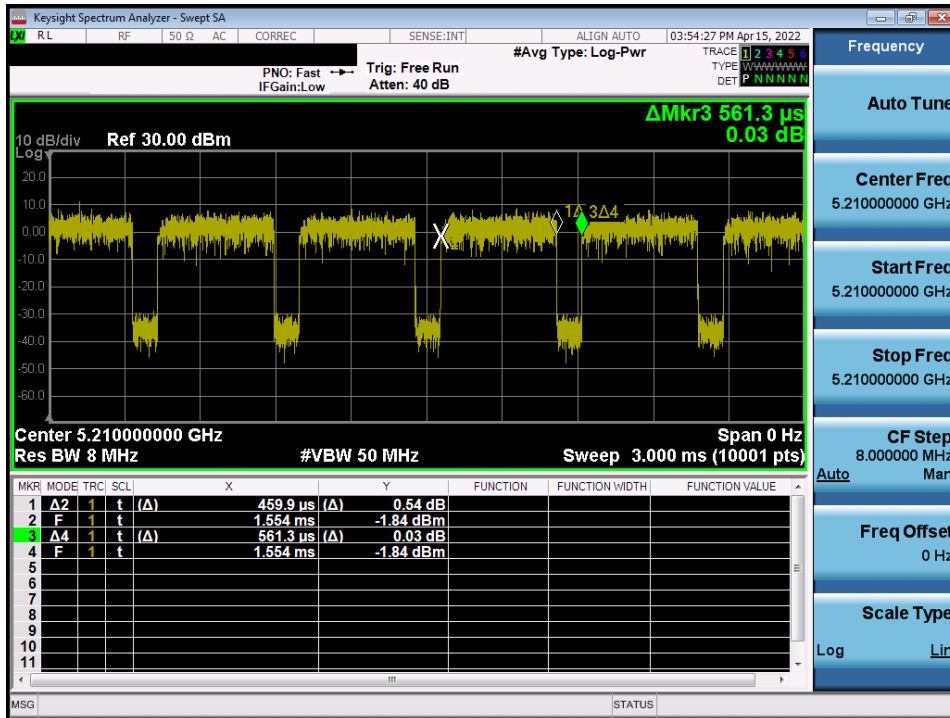 Keysight Spectrum Analyzer - Swept SA
LXI RL RF 50 Ω AC CORREC SENSE:INT ALIGN AUTO 03:54:27 PM Apr 15, 2022
#Avg Type: Log-Pwr
TRACE 1 2 3 4 5 6
TYPE WWWWWW
DET P N N N N N
PNO: Fast
IFGain:Low
Trig: Free Run
Atten: 40 dB
ΔMkr3 561.3 µs
0.03 dB
10 dB/div Ref 30.00 dBm
Log
20.0
10.0
0.00
-10.0
-20.0
-30.0
-40.0
-50.0
-60.0
1Δ 3Δ4
Center 5.210000000 GHz Span 0 Hz
Res BW 8 MHz #VBW 50 MHz Sweep 3.000 ms (10001 pts)
MKR MODE TRC SCL X Y FUNCTION FUNCTION WIDTH FUNCTION VALUE
1 Δ2 1 t (Δ) 459.9 µs (Δ) 0.54 dB
2 F 1 t 1.554 ms -1.84 dBm
3 Δ4 1 t (Δ) 561.3 µs (Δ) 0.03 dB
4 F 1 t 1.554 ms -1.84 dBm
5
6
7
8
9
10
11
MSG STATUS
Frequency
Auto Tune
Center Freq
5.210000000 GHz
Start Freq
5.210000000 GHz
Stop Freq
5.210000000 GHz
CF Step
8.000000 MHz
Auto Man
Freq Offset
0 Hz
Scale Type
Log Lin